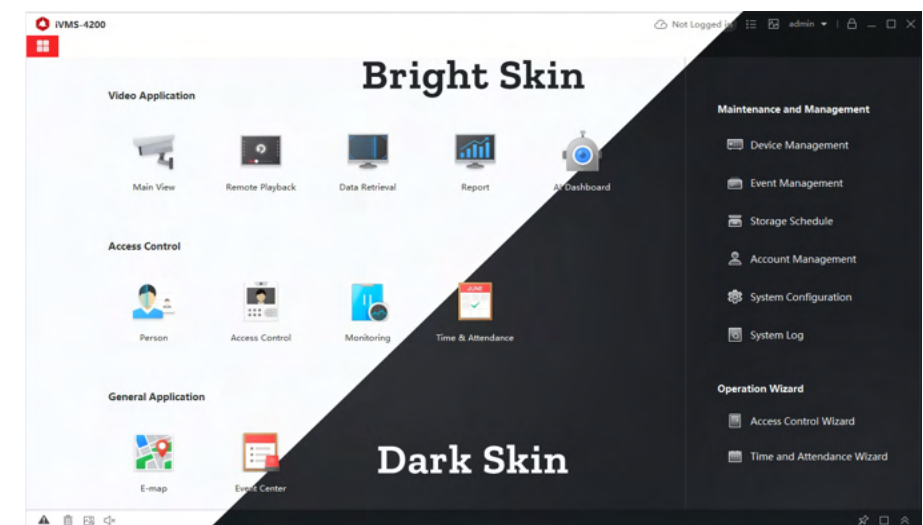 iVMS-4200
Not Logged in
admin
Bright Skin
Video Application
Main View
Remote Playback
Data Retrieval
Report
AI Dashboard
Access Control
Person
Access Control
Monitoring
JUNE
Time & Attendance
General Application
E-map
Event Center
Dark Skin
Maintenance and Management
Device Management
Event Management
Storage Schedule
Account Management
System Configuration
System Log
Operation Wizard
Access Control Wizard
Time and Attendance Wizard